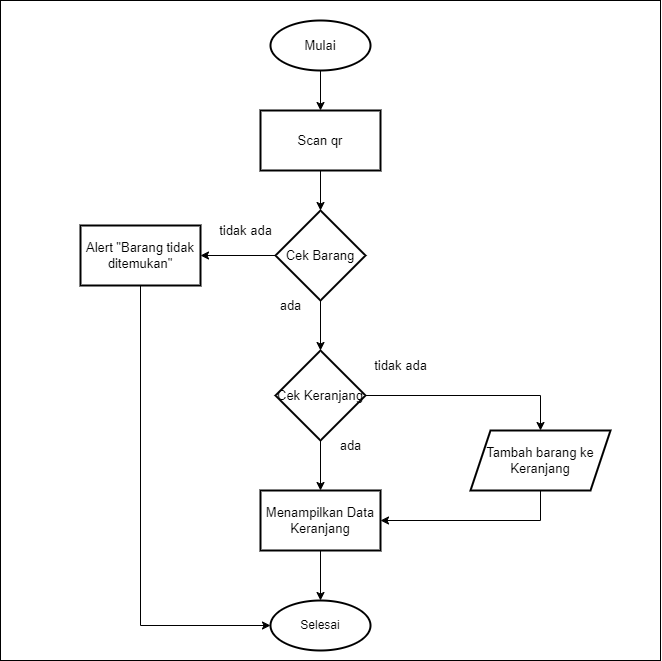 Mulai
Scan qr
tidak ada
Alert "Barang tidak
ditemukan"
Cek Barang
ada
tidak ada
Cek Keranjang
ada
Tambah barang ke
Keranjang
Menampilkan Data
Keranjang
Selesai